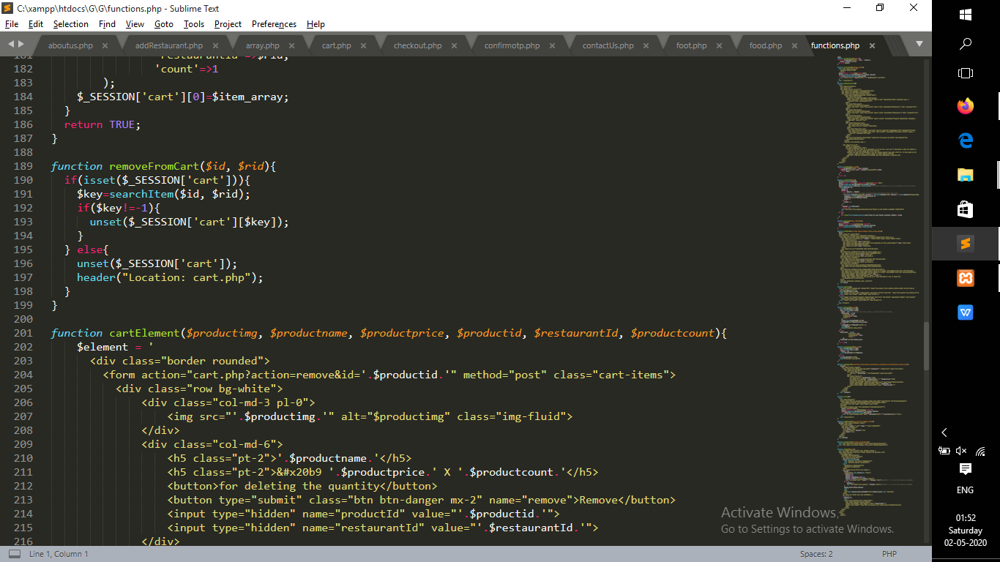 C:\xampp\htdocs\G\G\functions.php - Sublime Text
File Edit Selection Find View Goto Tools Project Preferences Help
aboutus.php addRestaurant.php array.php cart.php checkout.php confirmotp.php contactUs.php foot.php food.php functions.php
181 'restaurantId'=>$rid,
182 'count'=>1
183 );
184 $_SESSION['cart'][0]=$item_array;
185 }
186 return TRUE;
187 }
188
189 function removeFromCart($id, $rid){
190 if(isset($_SESSION['cart'])){
191 $key=searchItem($id, $rid);
192 if($key!=-1){
193 unset($_SESSION['cart'][$key]);
194 }
195 } else{
196 unset($_SESSION['cart']);
197 header("Location: cart.php");
198 }
199 }
200
201 function cartElement($productimg, $productname, $productprice, $productid, $restaurantId, $productcount){
202 $element = '
203 <div class="border rounded">
204 <form action="cart.php?action=remove&id='.$productid.'" method="post" class="cart-items">
205 <div class="row bg-white">
206 <div class="col-md-3 pl-0">
207 <img src="'.$productimg.'" alt="$productimg" class="img-fluid">
208 </div>
209 <div class="col-md-6">
210 <h5 class="pt-2">'.$productname.'</h5>
211 <h5 class="pt-2">&#x20b9 '.$productprice.' X '.$productcount.'</h5>
212 <button>for deleting the quantity</button>
213 <button type="submit" class="btn btn-danger mx-2" name="remove">Remove</button>
214 <input type="hidden" name="productId" value="'.$productid.'">
215 <input type="hidden" name="restaurantId" value="'.$restaurantId.'">
216 </div>
Activate Windows
Go to Settings to activate Windows.
Line 1, Column 1 Spaces: 2 PHP
ENG
01:52
Saturday
02-05-2020